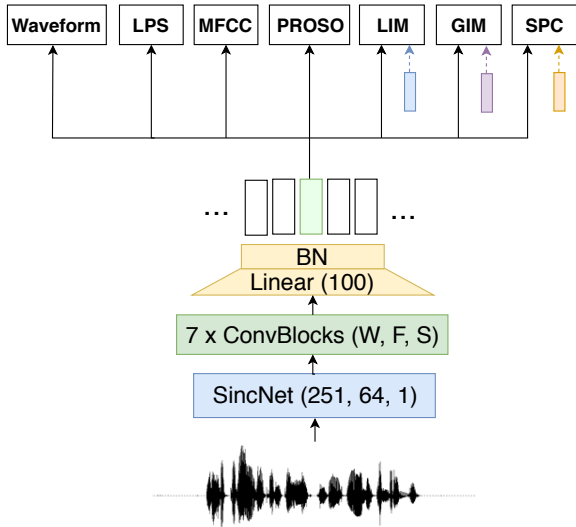 Waveform LPS MFCC PROSO LIM GIM SPC
... ...
BN
Linear (100)
7 x ConvBlocks (W, F, S)
SincNet (251, 64, 1)